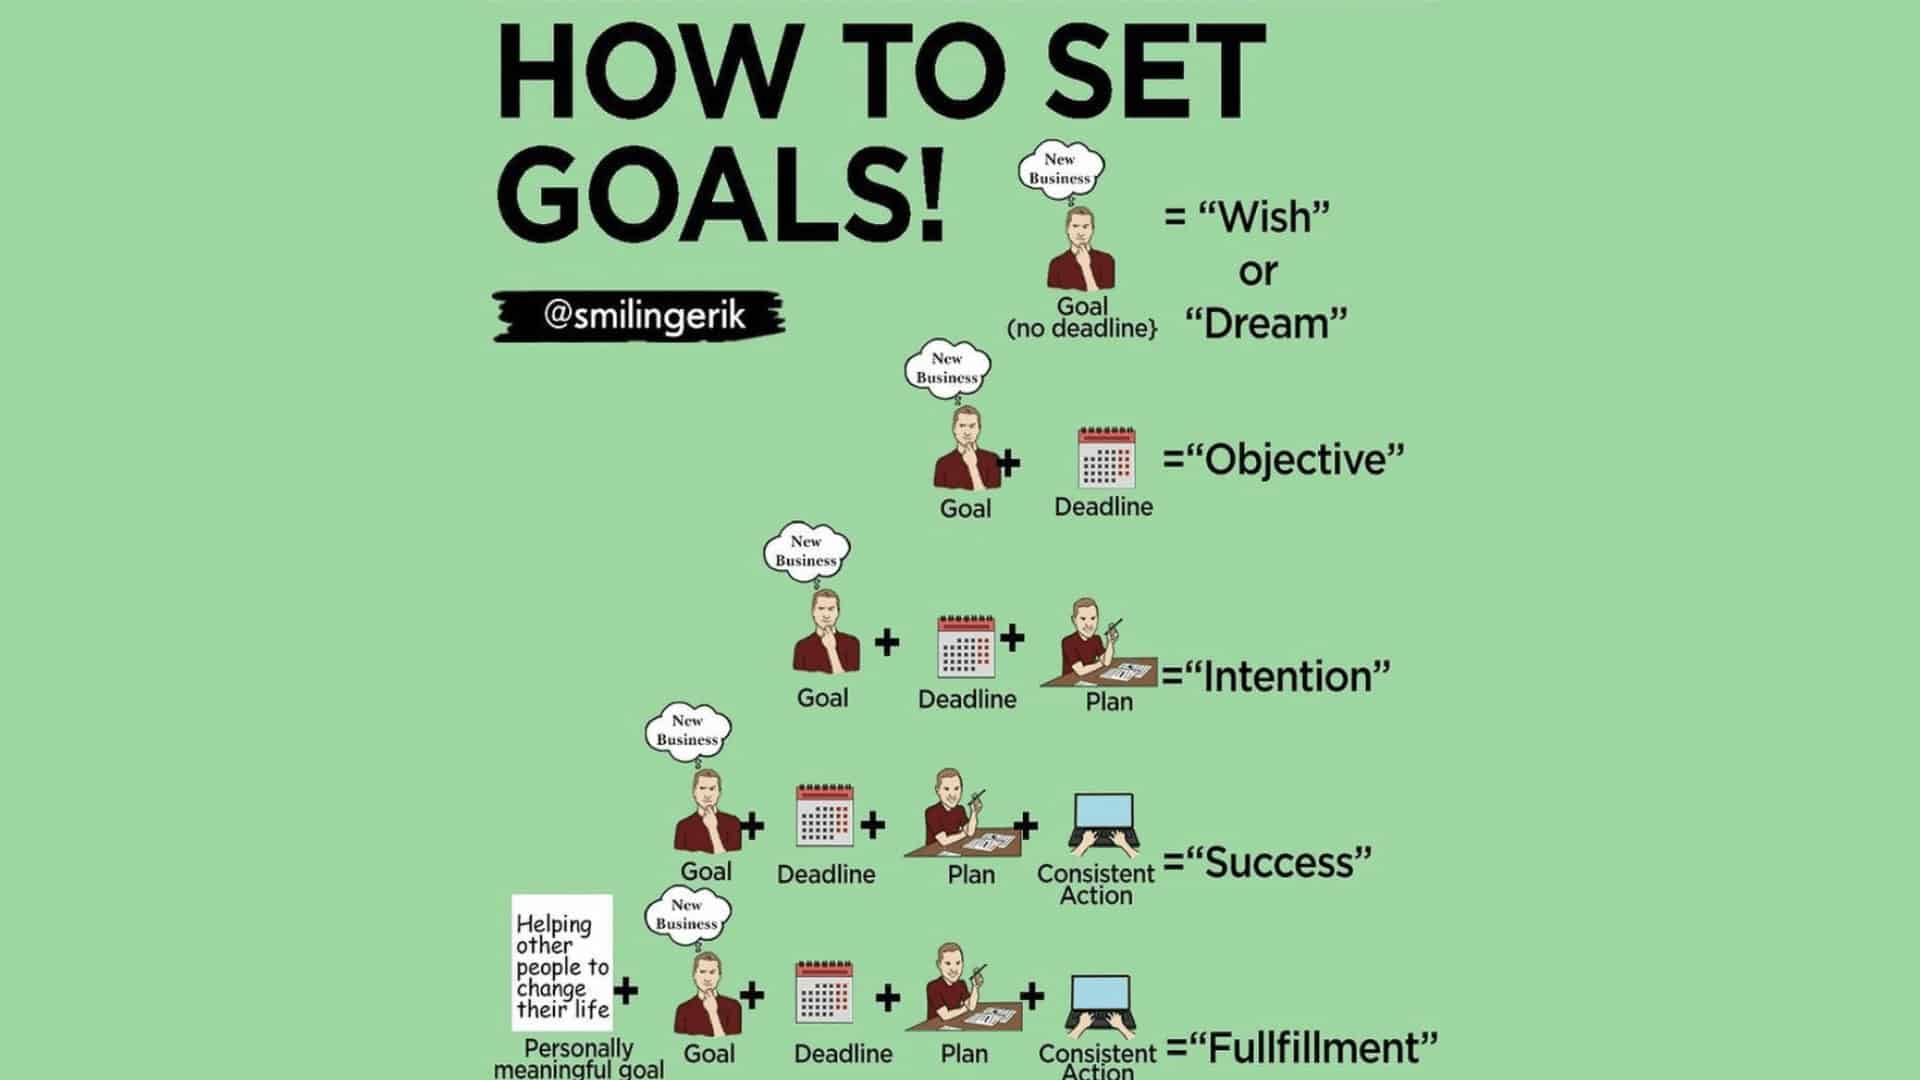 HOW TO SET
GOALS!
@smilingerik
New
Business
Goal
(no deadline}
= “Wish”
or
“Dream”
New
Business
+
Goal
Deadline
=“Objective”
New
Business
+
+
Goal
Deadline
Plan
=“Intention”
New
Business
+
+
+
Goal
Deadline
Plan
Consistent
Action
=“Success”
Helping
other
people to
change
their life
+
New
Business
+
+
+
Personally
meaningful goal
Goal
Deadline
Plan
Consistent
Action
=“Fullfillment”